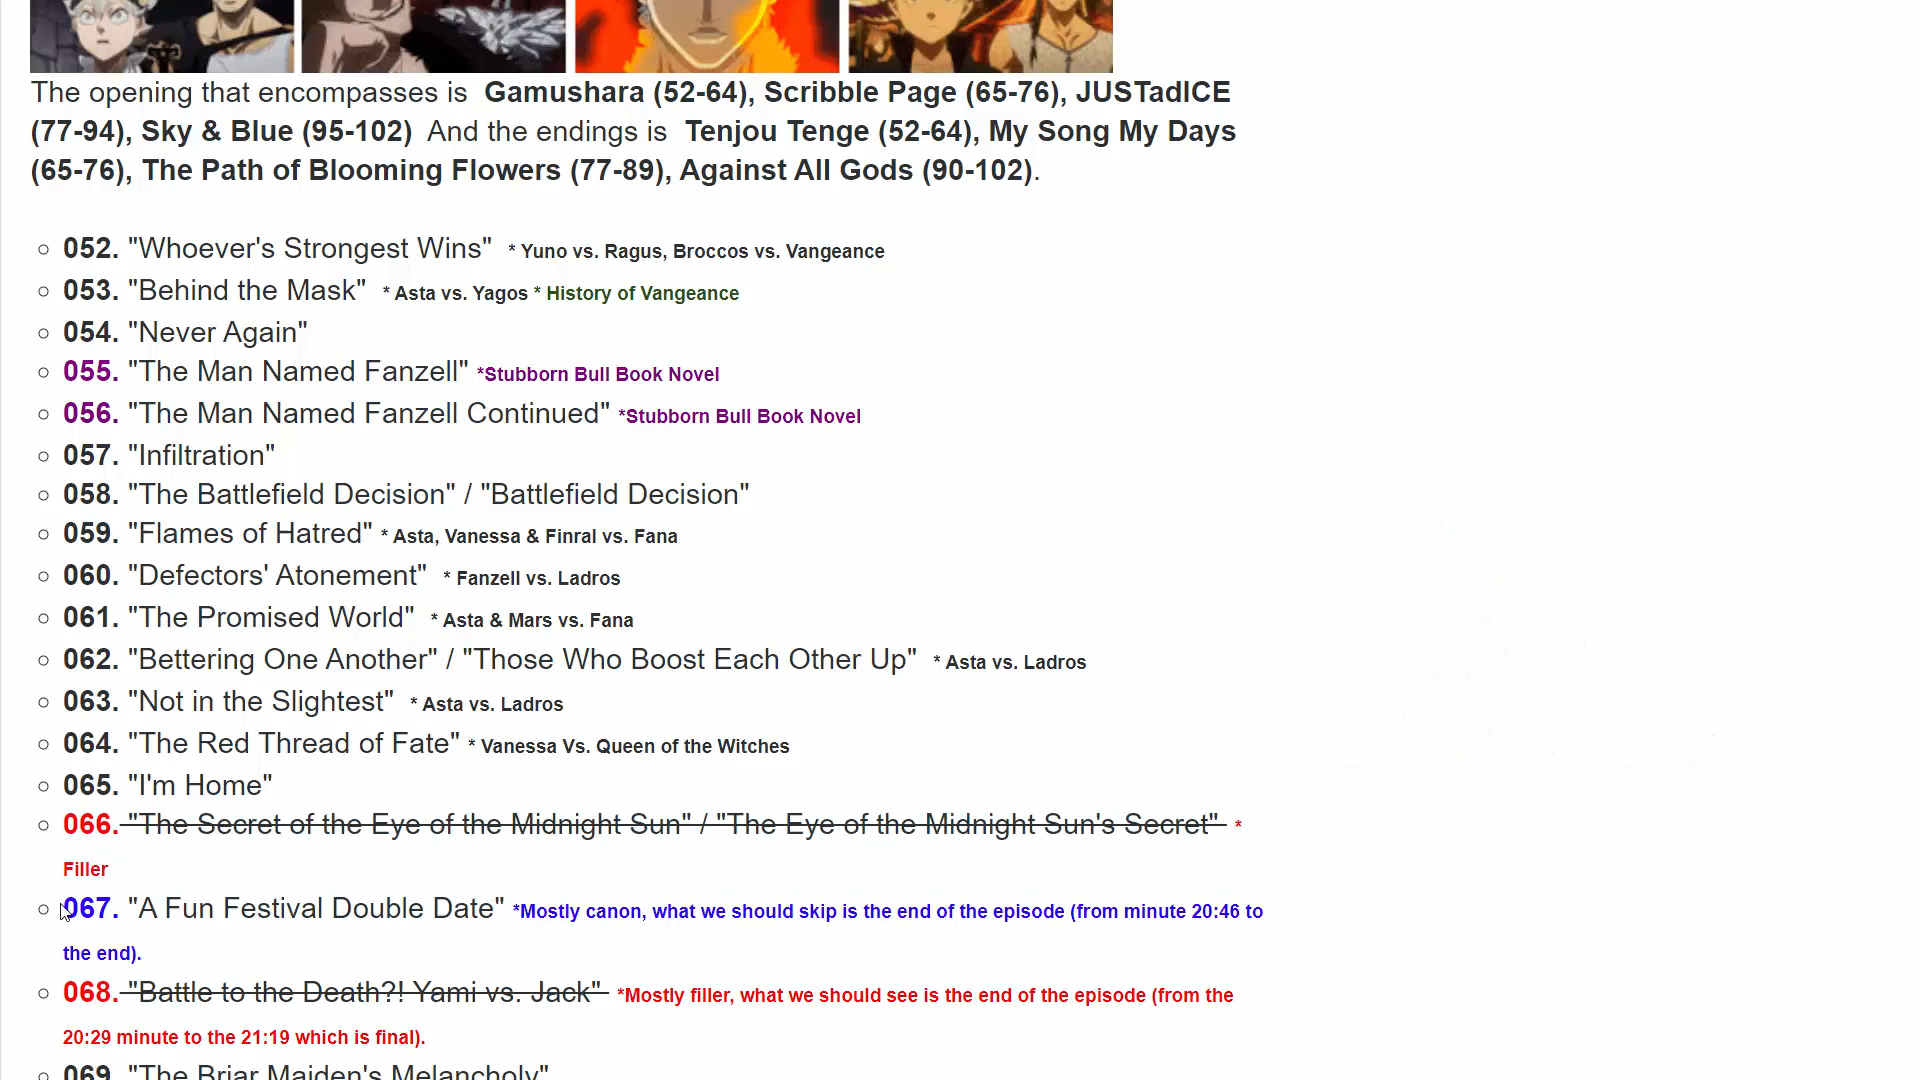 The opening that encompasses is Gamushara (52-64), Scribble Page (65-76), JUSTadICE
(77-94), Sky & Blue (95-102) And the endings is Tenjou Tenge (52-64), My Song My Days
(65-76), The Path of Blooming Flowers (77-89), Against All Gods (90-102).
052. "Whoever's Strongest Wins" * Yuno vs. Ragus, Broccos vs. Vangeance
053. "Behind the Mask" * Asta vs. Yagos * History of Vangeance
054. "Never Again"
055. "The Man Named Fanzell" *Stubborn Bull Book Novel
056. "The Man Named Fanzell Continued" *Stubborn Bull Book Novel
057. "Infiltration"
058. "The Battlefield Decision" / "Battlefield Decision"
059. "Flames of Hatred" * Asta, Vanessa & Finral vs. Fana
060. "Defectors' Atonement" * Fanzell vs. Ladros
061. "The Promised World" * Asta & Mars vs. Fana
062. "Bettering One Another" / "Those Who Boost Each Other Up" * Asta vs. Ladros
063. "Not in the Slightest" * Asta vs. Ladros
064. "The Red Thread of Fate" * Vanessa Vs. Queen of the Witches
065. "I'm Home"
066. "The Secret of the Eye of the Midnight Sun" / "The Eye of the Midnight Sun's Secret" *
Filler
067. "A Fun Festival Double Date" *Mostly canon, what we should skip is the end of the episode (from minute 20:46 to
the end).
068. "Battle to the Death?! Yami vs. Jack" *Mostly filler, what we should see is the end of the episode (from the
20:29 minute to the 21:19 which is final).
069. "The Briar Maiden's Melancholy"